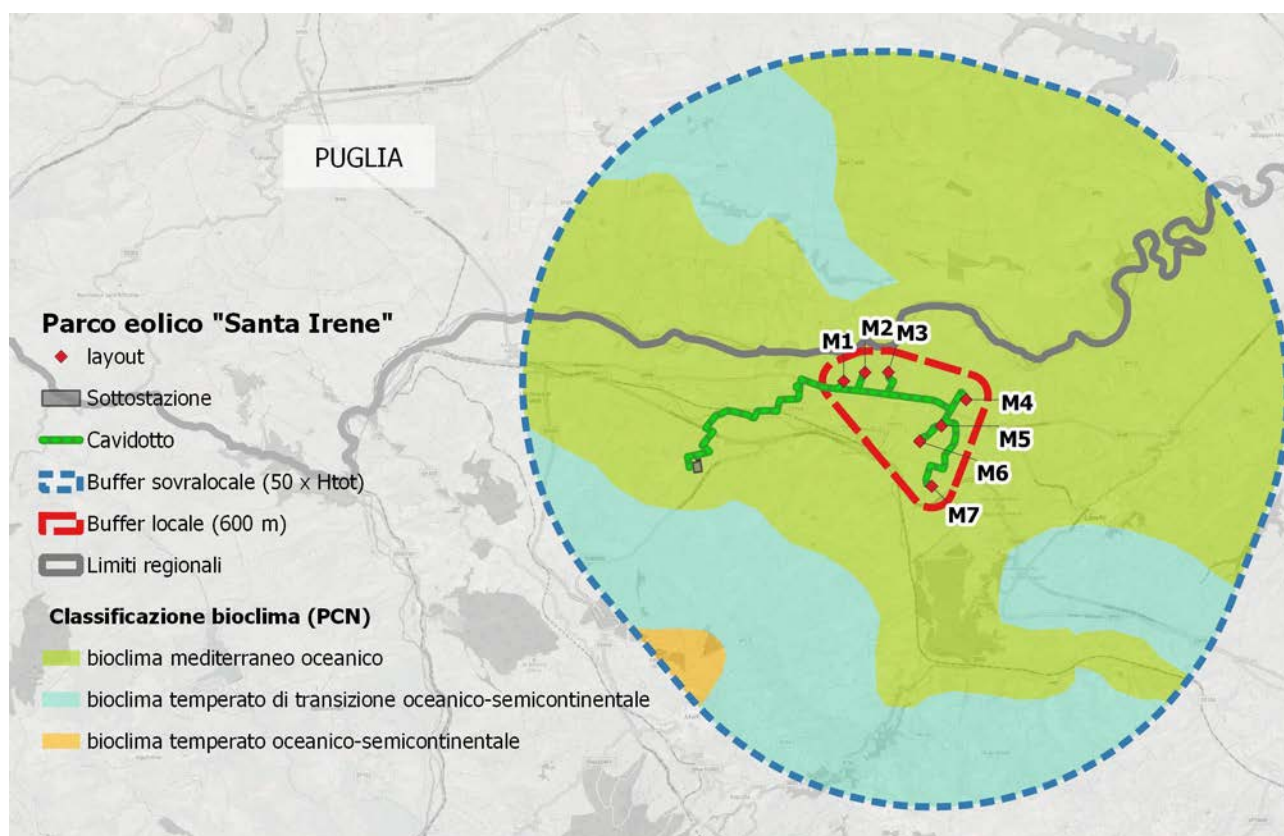 PUGLIA
Parco eolico "Santa Irene"
layout
Sottostazione
Cavidotto
Buffer sovralocale (50 x Htot)
Buffer locale (600 m)
Limiti regionali
Classificazione bioclima (PCN)
bioclima mediterraneo oceanico
bioclima temperato di transizione oceanico-semicontinentale
bioclima temperato oceanico-semicontinentale
M1
M2
M3
M4
M5
M6
M7